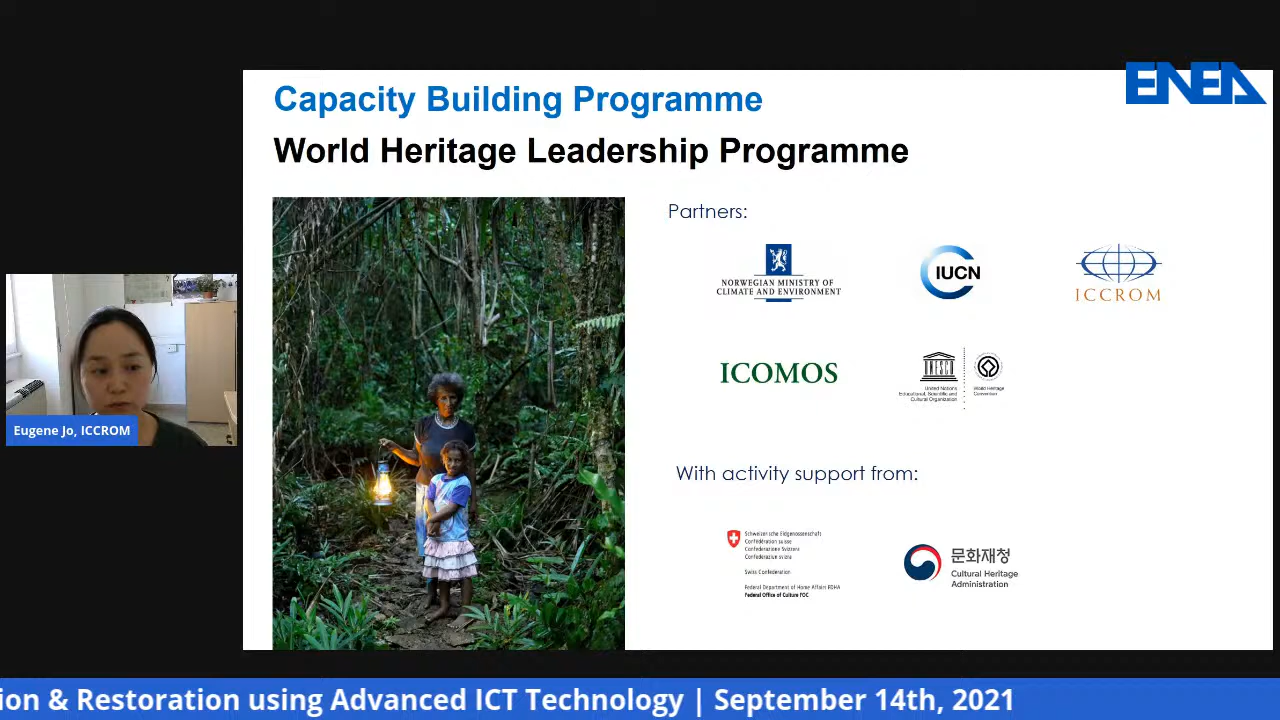 Capacity Building Programme
World Heritage Leadership Programme
ENEA
Partners:
NORWEGIAN MINISTRY OF
CLIMATE AND ENVIRONMENT
IUCN
ICCROM
ICOMOS
UNESCO
United Nations
Educational, Scientific and
Cultural Organization
World Heritage
Convention
With activity support from:
Schweizerische Eidgenossenschaft
Confédération suisse
Confederazione Svizzera
Confederaziun svizra
Swiss Confederation
Federal Department of Home Affairs FDHA
Federal Office of Culture FOC
문화재청
Cultural Heritage
Administration
Eugene Jo, ICCROM
ion & Restoration using Advanced ICT Technology | September 14th, 2021